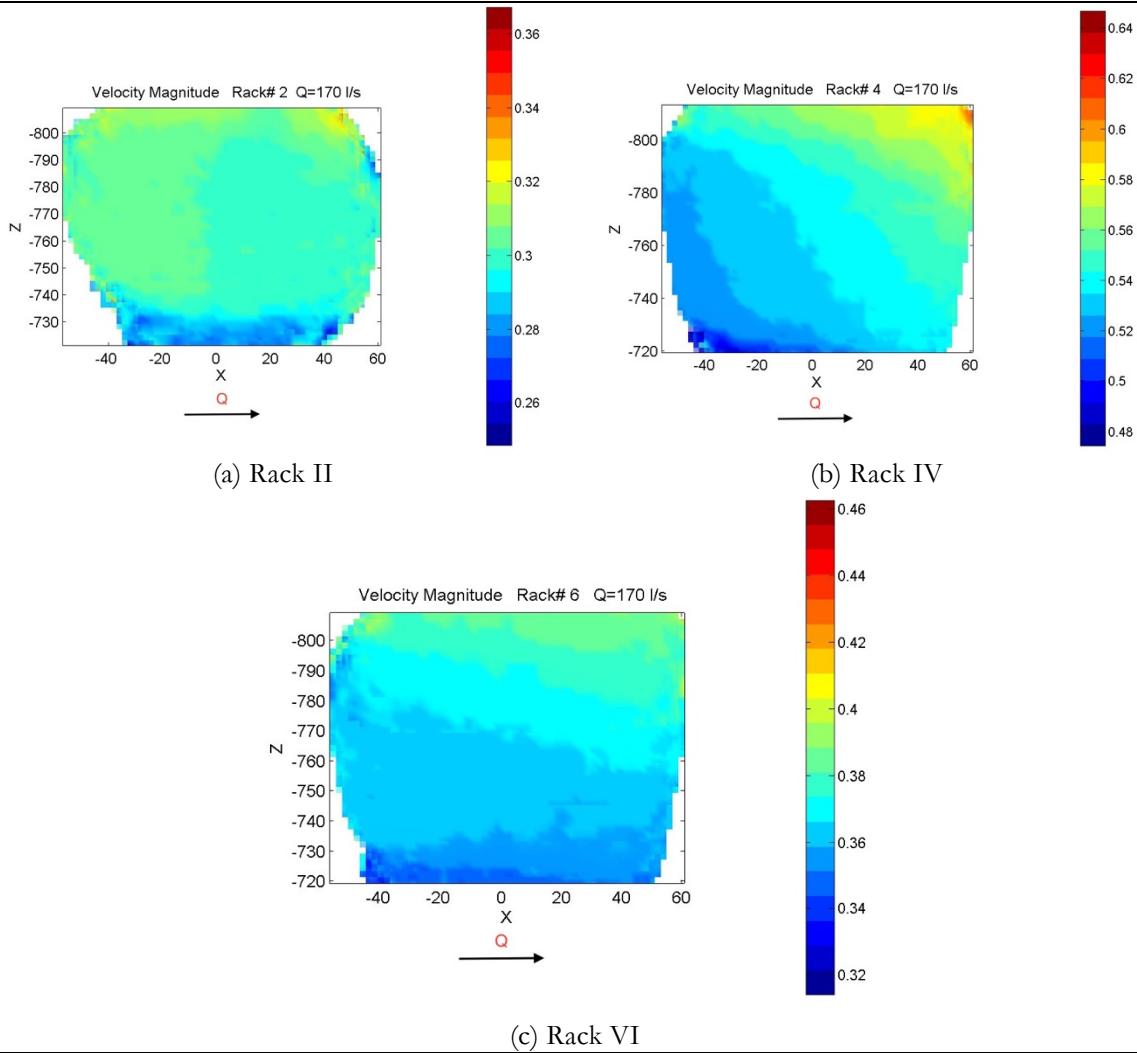 Velocity Magnitude Rack# 2 Q=170 l/s
-800
-790
-780
-770
-760
-750
-740
-730
Z
-40 -20 0 20 40 60
X
Q
0.36
0.34
0.32
0.3
0.28
0.26
(a) Rack II
Velocity Magnitude Rack# 4 Q=170 l/s
-800
-780
-760
-740
-720
Z
-40 -20 0 20 40 60
X
Q
0.64
0.62
0.6
0.58
0.56
0.54
0.52
0.5
0.48
(b) Rack IV
Velocity Magnitude Rack# 6 Q=170 l/s
-800
-790
-780
-770
-760
-750
-740
-730
-720
Z
-40 -20 0 20 40 60
X
Q
0.46
0.44
0.42
0.4
0.38
0.36
0.34
0.32
(c) Rack VI